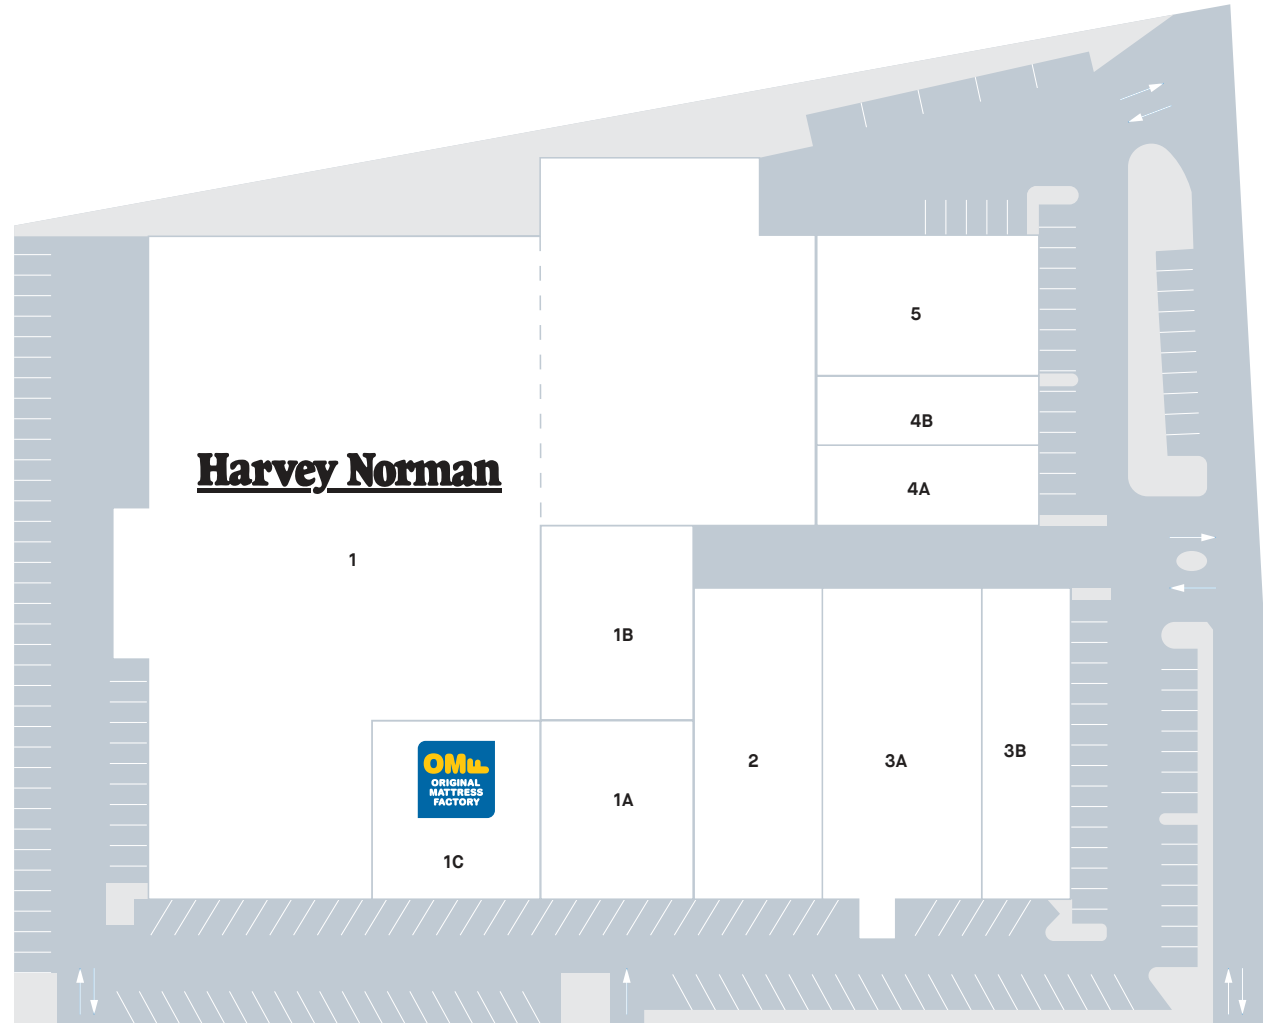 5
4B
4A
Harvey Norman
1
1B
1A
2
3A
3B
OMF
ORIGINAL
MATTRESS
FACTORY
1C